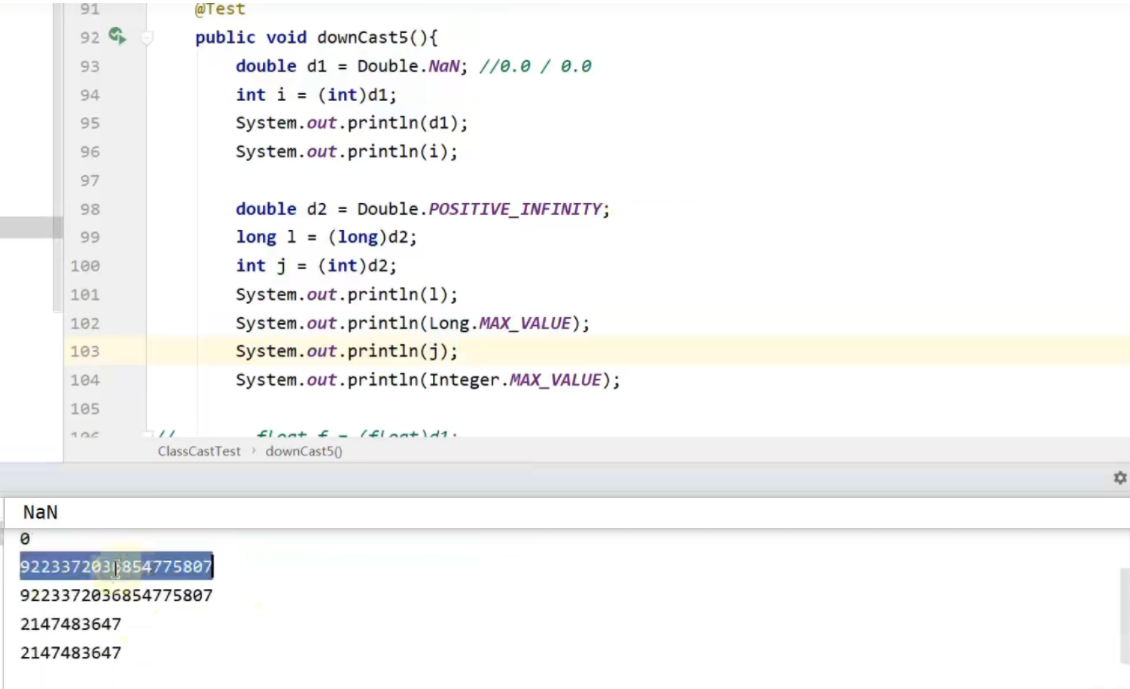 91 @Test
92 public void downCast5(){
93 double d1 = Double.NaN; //0.0 / 0.0
94 int i = (int)d1;
95 System.out.println(d1);
96 System.out.println(i);
97
98 double d2 = Double.POSITIVE_INFINITY;
99 long l = (long)d2;
100 int j = (int)d2;
101 System.out.println(l);
102 System.out.println(Long.MAX_VALUE);
103 System.out.println(j);
104 System.out.println(Integer.MAX_VALUE);
105
106 // float f = (float)d1;
ClassCastTest › downCast5()
NaN
0
9223372036854775807
9223372036854775807
2147483647
2147483647